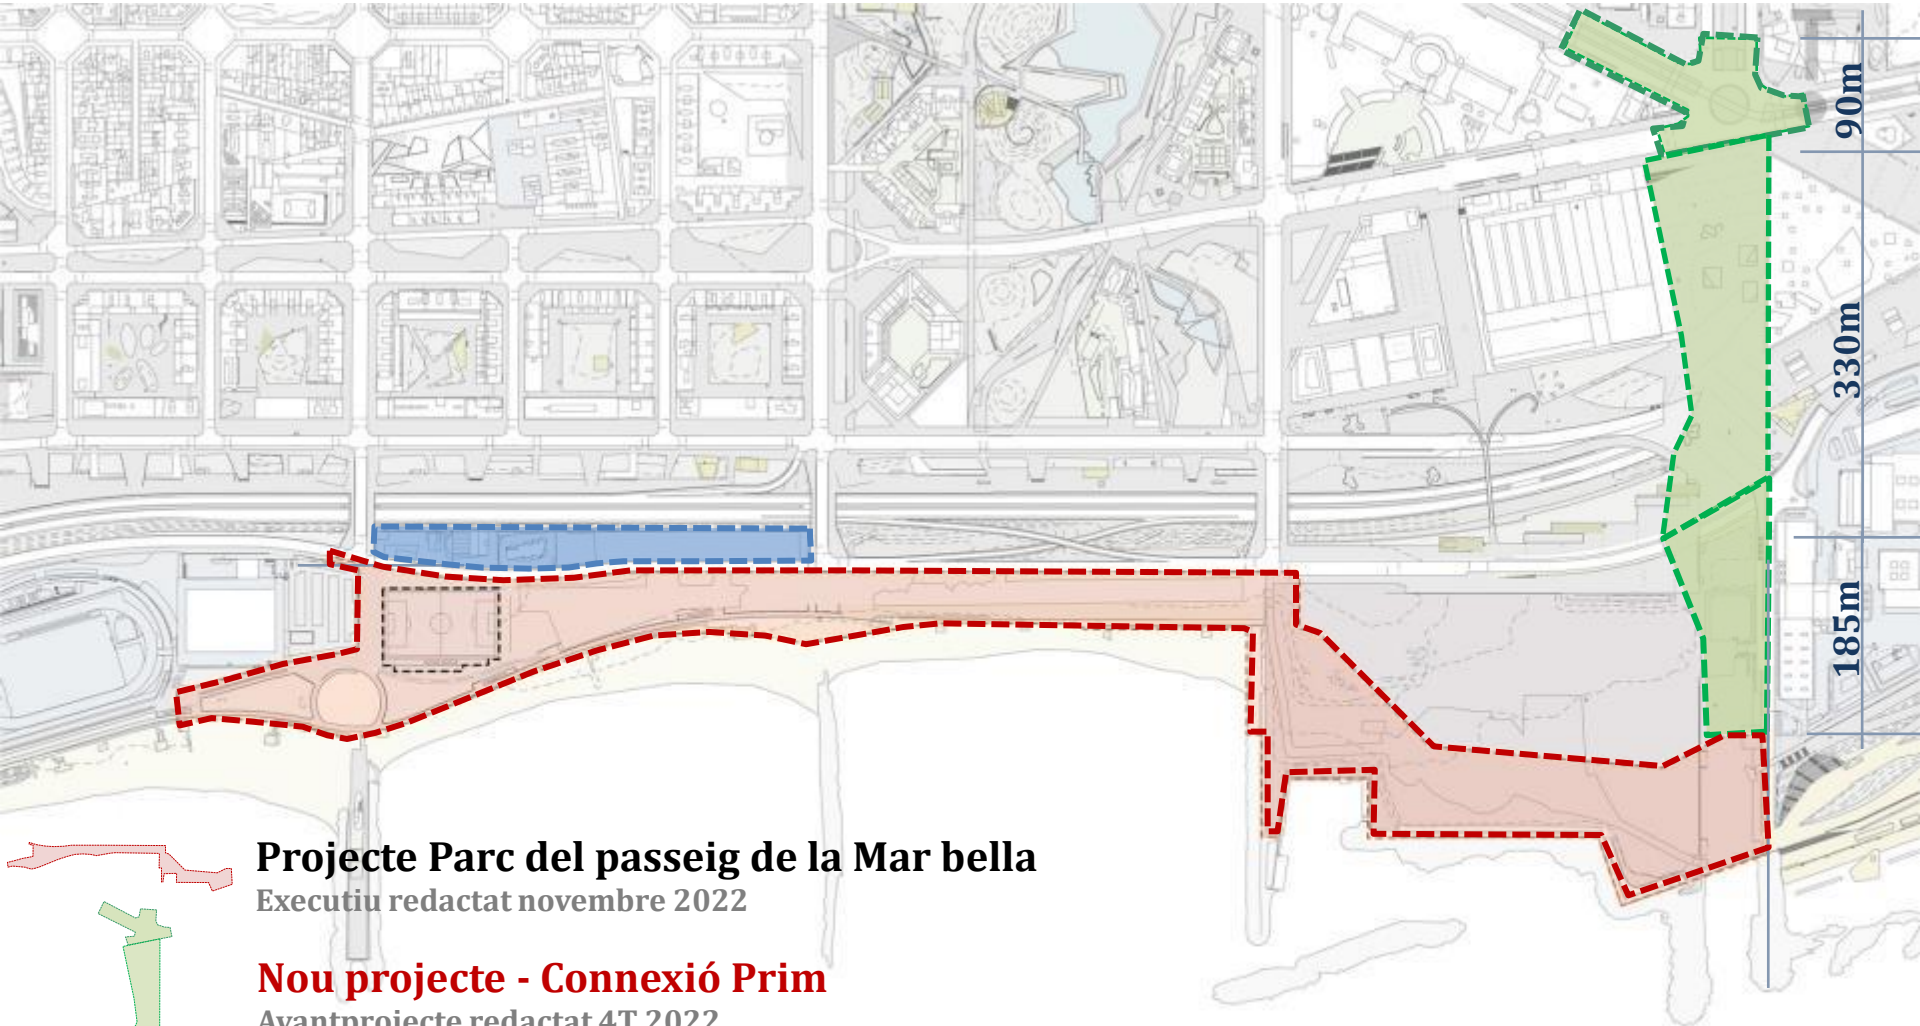 90m
330m
185m
Projecte Parc del passeig de la Mar bella
Executiu redactat novembre 2022
Nou projecte - Connexió Prim
Avantprojecte redactat 4T 2022